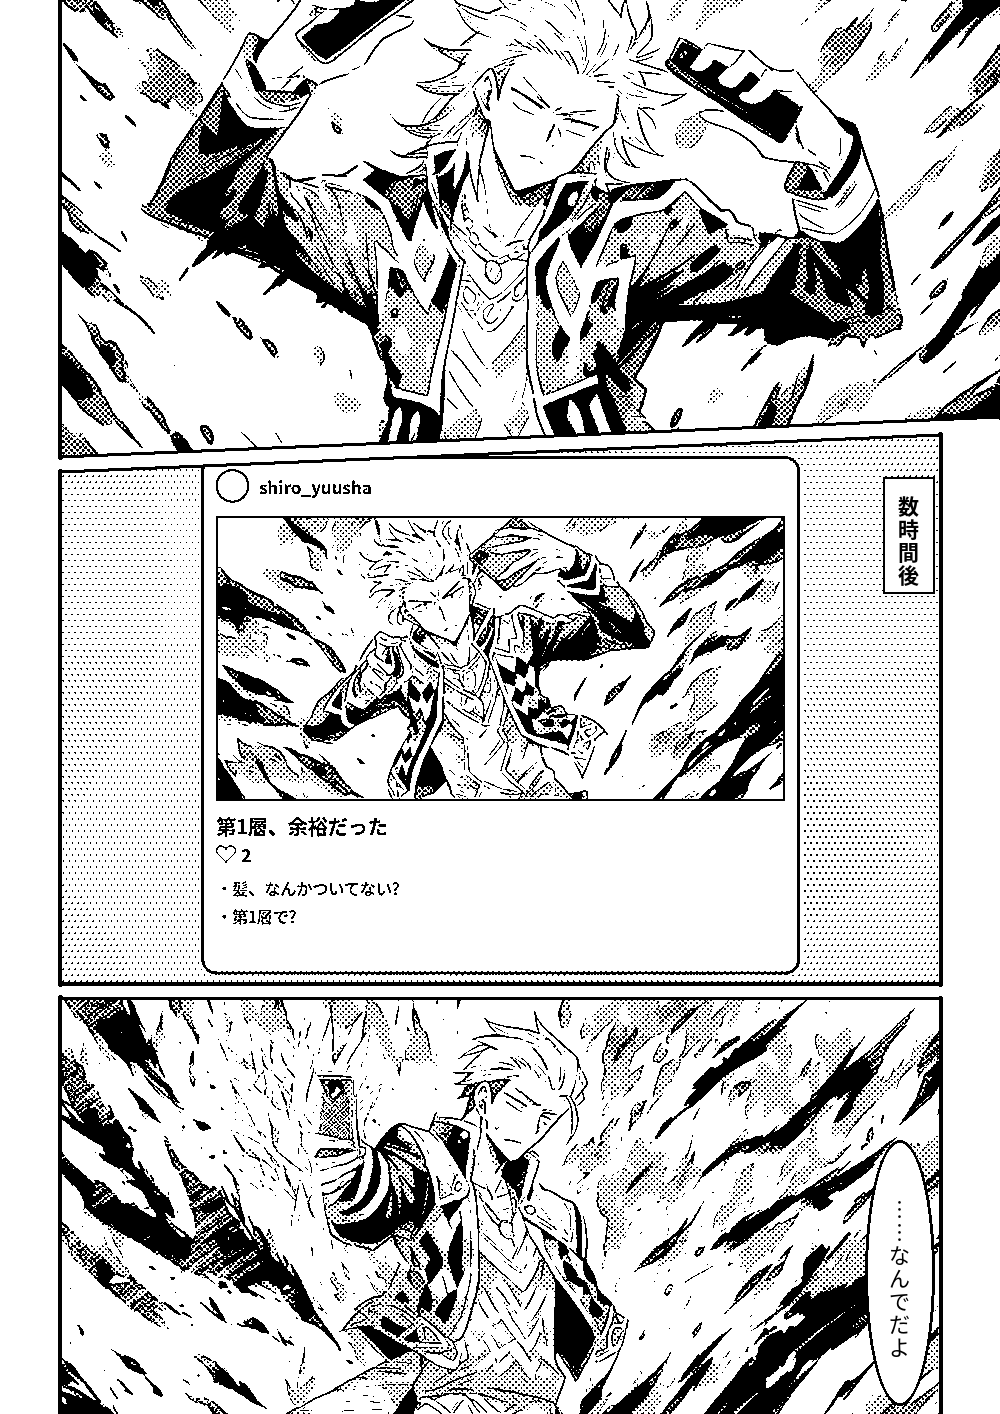 数時間後
shiro_yuusha
第1層、余裕だった
♡ 2
・髪、なんかついてない?
・第1層で?
……なんでだよ